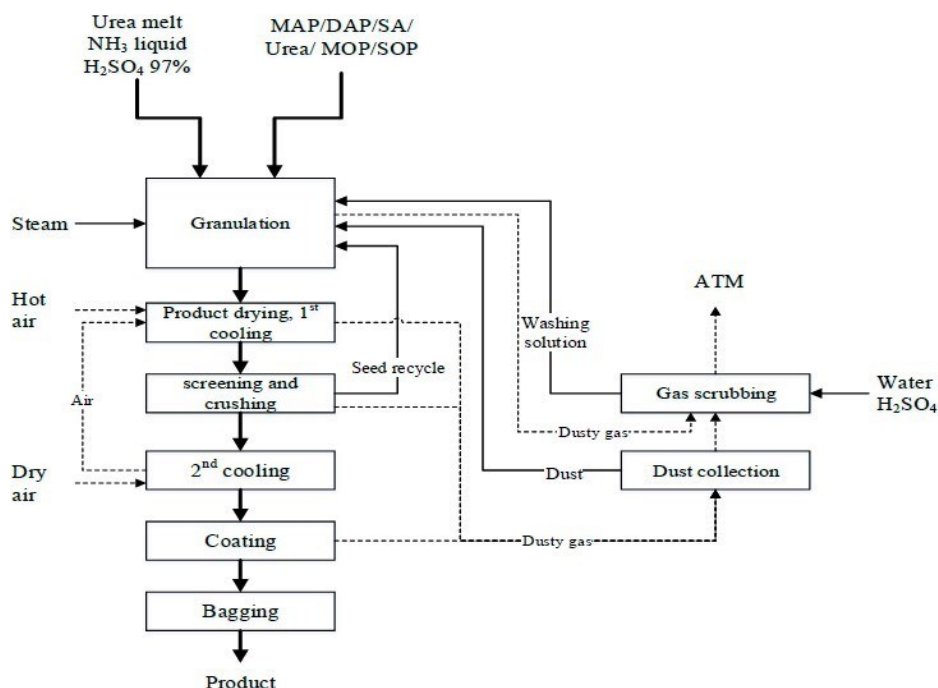 Urea melt
NH₃ liquid
H₂SO₄ 97%
MAP/DAP/SA/
Urea/ MOP/SOP
Steam
Granulation
Hot
air
Product drying, 1ˢᵗ
cooling
ATM
Washing
solution
Seed recycle
screening and
crushing
Gas scrubbing
Water
H₂SO₄
Air
Dusty gas
Dry
air
2ⁿᵈ cooling
Dust
Dust collection
Coating
Dusty gas
Bagging
Product